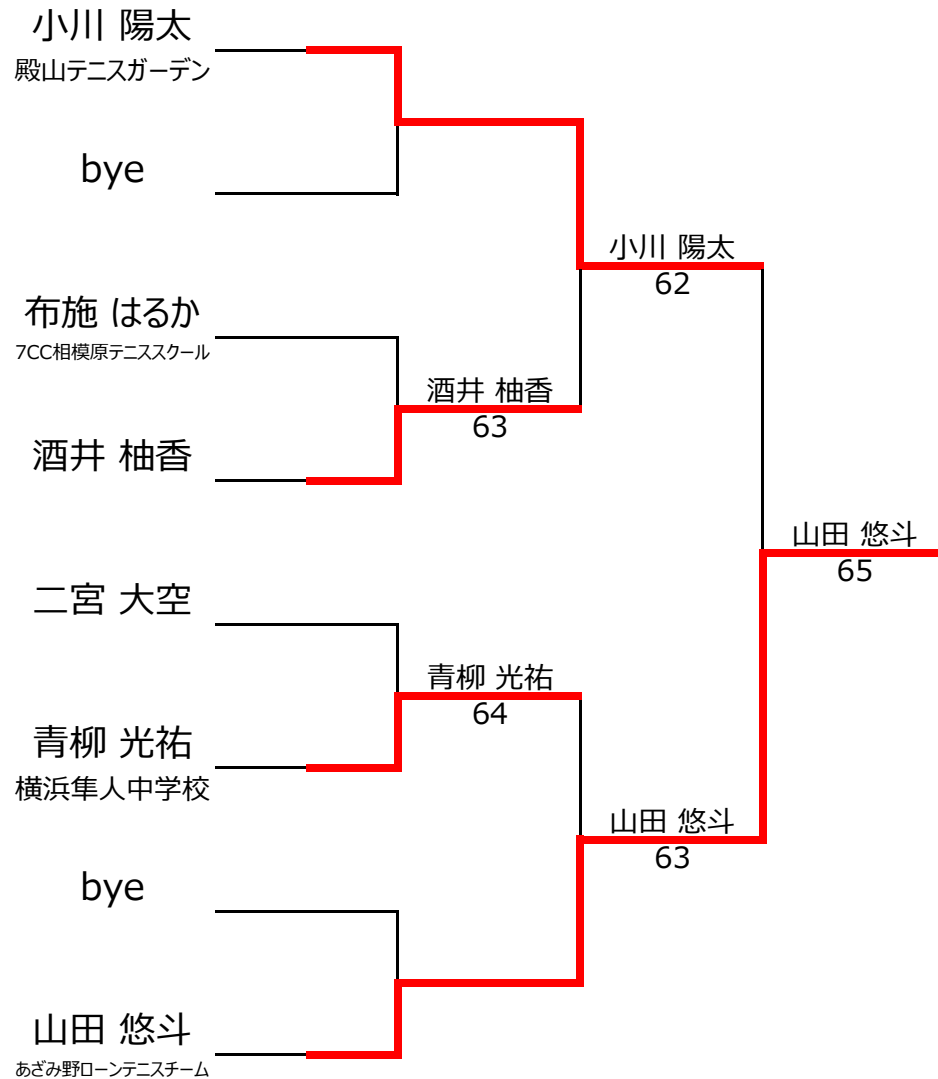 小川 陽太
殿山テニスガーデン
bye
布施 はるか
7CC相模原テニススクール
酒井 柚香
二宮 大空
青柳 光祐
横浜隼人中学校
bye
山田 悠斗
あざみ野ローンテニスチーム
酒井 柚香
63
青柳 光祐
64
小川 陽太
62
山田 悠斗
63
山田 悠斗
65